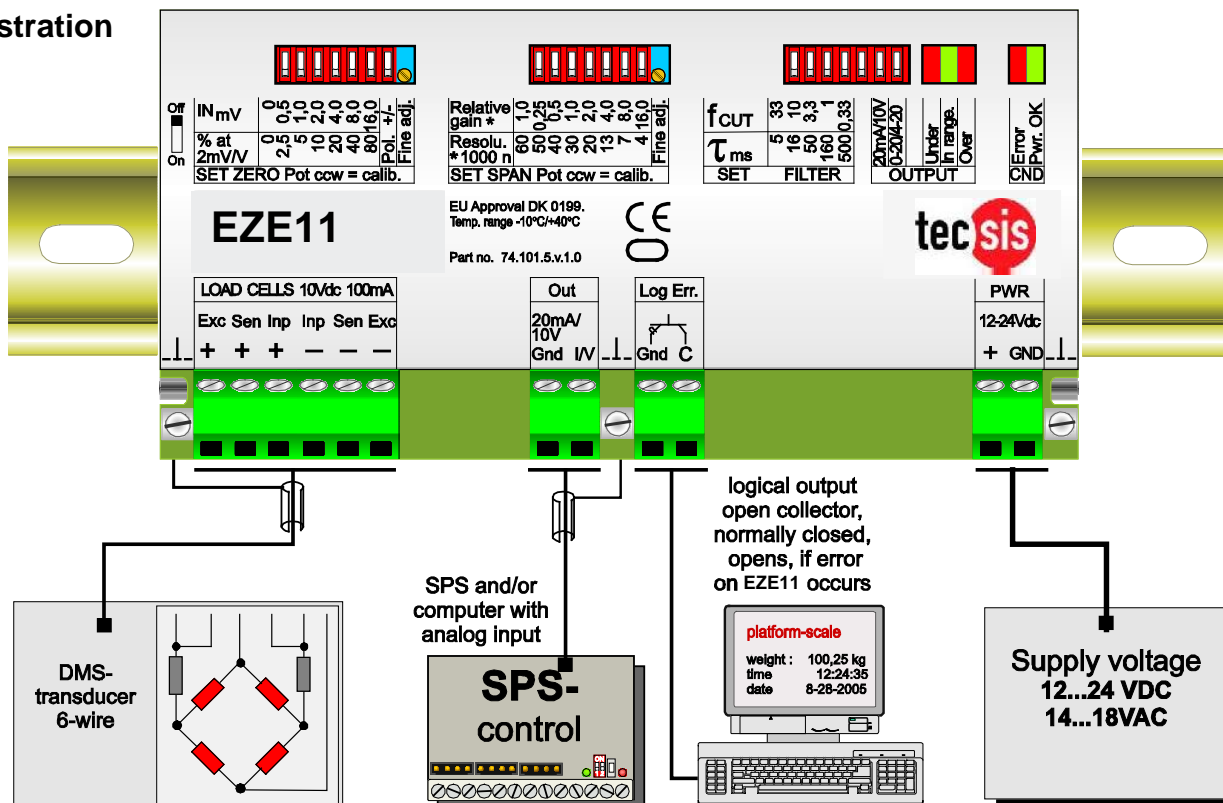 stration
Off
On
IN mV
0
0,5
1,0
2,0
4,0
8,0
16,0
% at
2mV/V
0
2,5
5
10
20
40
80
Pol. +/-
Fine adj.
SET ZERO Pot ccw = calib.
Relative
gain *
1,0
0,25
0,5
1,0
2,0
4,0
8,0
16,0
Resolu.
*1000 n
60
50
40
30
20
13
7
4
Fine adj.
SET SPAN Pot ccw = calib.
f CUT
33
10
3,3
1
0,33
τ ms
5
16
50
160
500
SET FILTER
20mA/10V
0-20/4-20
Under
In range.
Over
OUTPUT
Error
Pwr. OK
CND
EZE11
EU Approval DK 0199.
Temp. range -10°C/+40°C
Part no. 74.101.5.v.1.0
CE
tecsis
LOAD CELLS 10Vdc 100mA
Exc Sen Inp Inp Sen Exc
+ + + – – –
Out
20mA/
10V
Gnd I/V
Log Err.
Gnd C
PWR
12-24Vdc
+ GND
DMS-
transducer
6-wire
SPS and/or
computer with
analog input
SPS-
control
logical output
open collector,
normally closed,
opens, if error
on EZE11 occurs
platform-scale
weight : 100,25 kg
time 12:24:35
date 8-28-2005
Supply voltage
12...24 VDC
14...18VAC